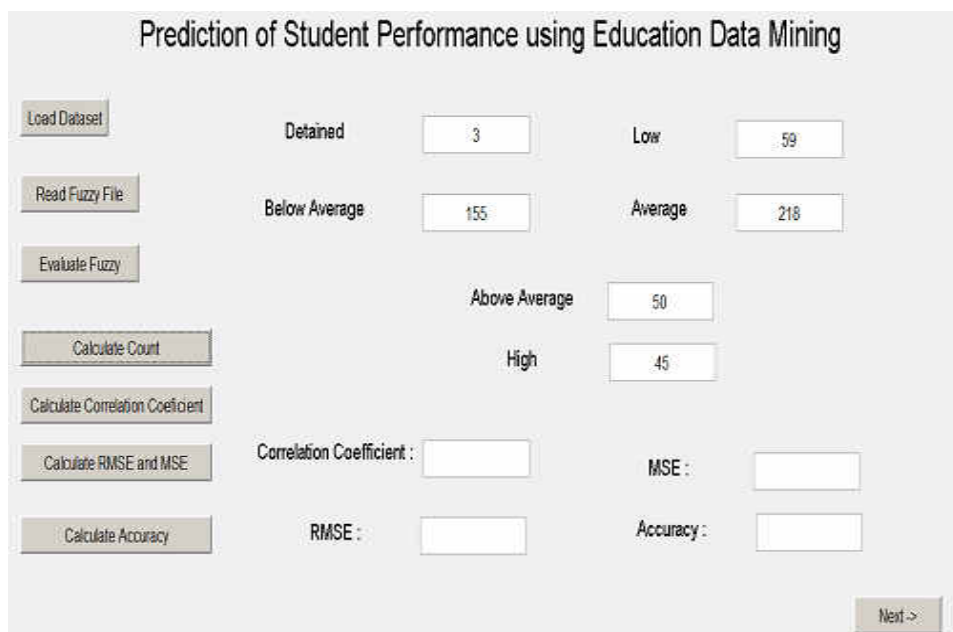 Prediction of Student Performance using Education Data Mining
Load Dataset
Detained 3 Low 59
Read Fuzzy File
Below Average 155 Average 218
Evaluate Fuzzy
Above Average 50
Calculate Count
High 45
Calculate Correlation Coeficient
Correlation Coefficient :
Calculate RMSE and MSE
MSE :
Calculate Accuracy
RMSE :
Accuracy :
Next ->